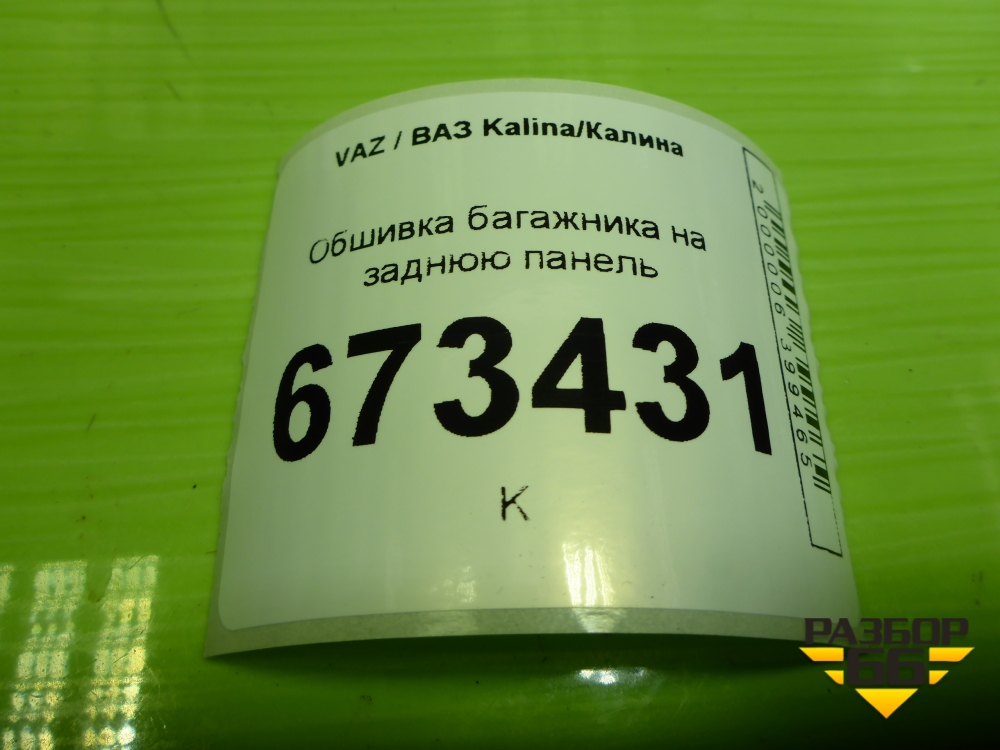 VAZ / ВАЗ Kalina/Калина
Обшивка багажника на
заднюю панель
673431
К
2000006399465
РАЗБОР
66